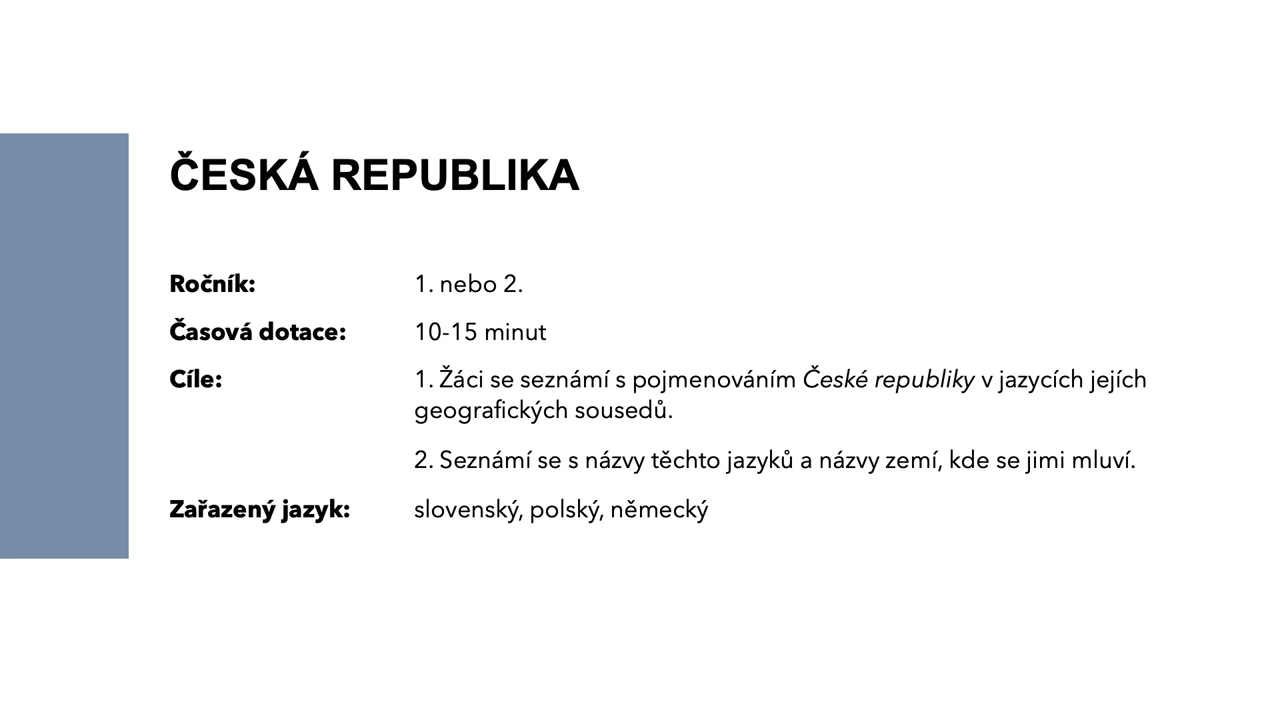 ČESKÁ REPUBLIKA
Ročník: 1. nebo 2.
Časová dotace: 10-15 minut
Cíle: 1. Žáci se seznámí s pojmenováním České republiky v jazycích jejích
geografických sousedů.
2. Seznámí se s názvy těchto jazyků a názvy zemí, kde se jimi mluví.
Zařazený jazyk: slovenský, polský, německý